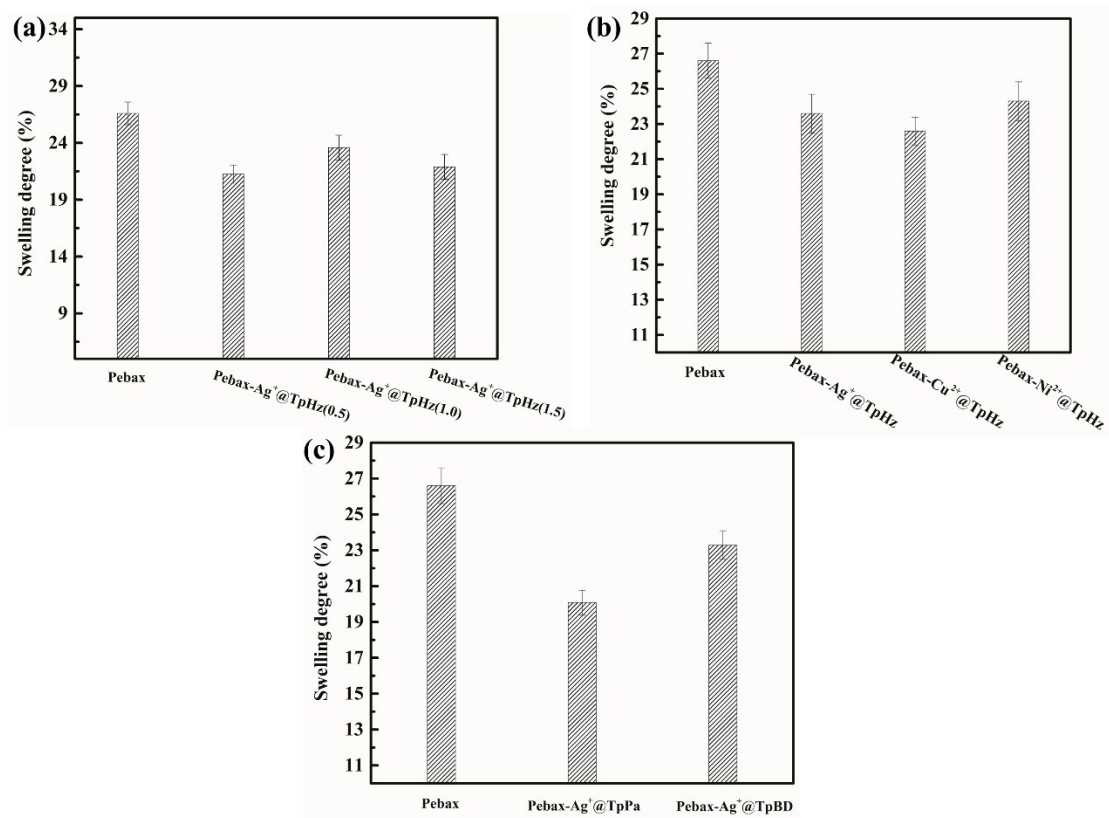 (a)
Swelling degree (%)
34
29
24
19
14
9
Pebax
Pebax-Ag⁺@TpHz(0.5)
Pebax-Ag⁺@TpHz(1.0)
Pebax-Ag⁺@TpHz(1.5)
(b)
Swelling degree (%)
29
27
25
23
21
19
17
15
13
11
Pebax
Pebax-Ag⁺@TpHz
Pebax-Cu²⁺@TpHz
Pebax-Ni²⁺@TpHz
(c)
Swelling degree (%)
29
27
25
23
21
19
17
15
13
11
Pebax
Pebax-Ag⁺@TpPa
Pebax-Ag⁺@TpBD